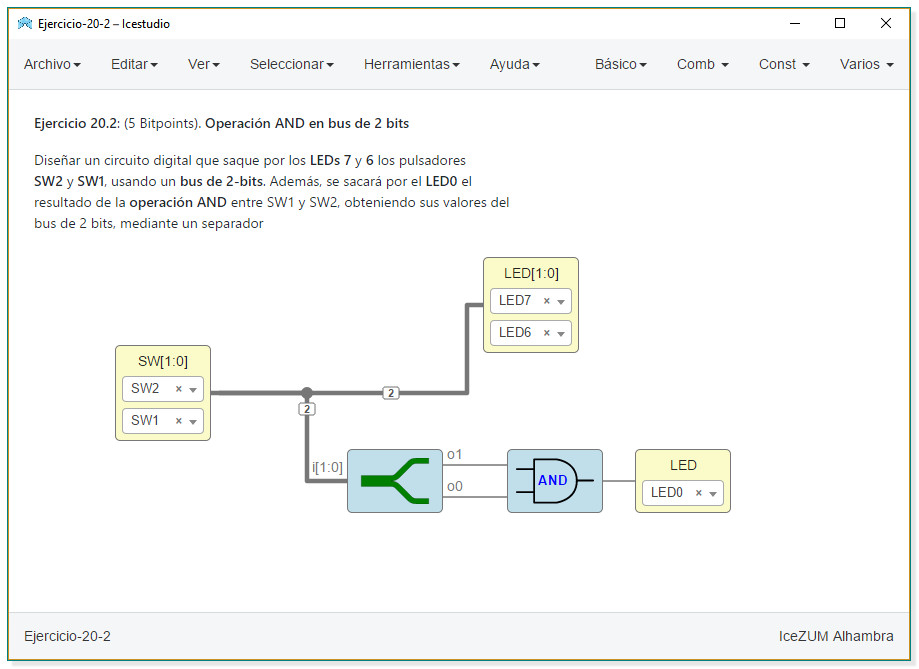 Ejercicio-20-2 – Icestudio
Archivo Editar Ver Seleccionar Herramientas Ayuda Básico Comb Const Varios
Ejercicio 20.2: (5 Bitpoints). Operación AND en bus de 2 bits
Diseñar un circuito digital que saque por los LEDs 7 y 6 los pulsadores
SW2 y SW1, usando un bus de 2-bits. Además, se sacará por el LED0 el
resultado de la operación AND entre SW1 y SW2, obteniendo sus valores del
bus de 2 bits, mediante un separador
LED[1:0]
LED7 ×
LED6 ×
SW[1:0]
SW2 ×
SW1 ×
2
2
i[1:0]
o1
o0
AND
LED
LED0 ×
Ejercicio-20-2
IceZUM Alhambra